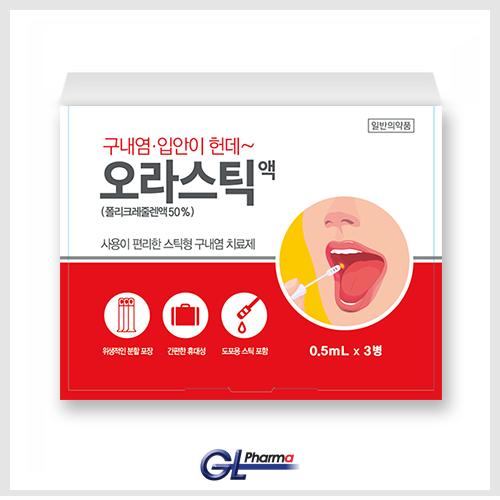 일반의약품
구내염·입안이 헌데~
오라스틱액
(폴리크레줄렌액50%)
사용이 편리한 스틱형 구내염 치료제
위생적인 분할 포장
간편한 휴대성
도포용 스틱 포함
0.5mL x 3병
GL Pharma